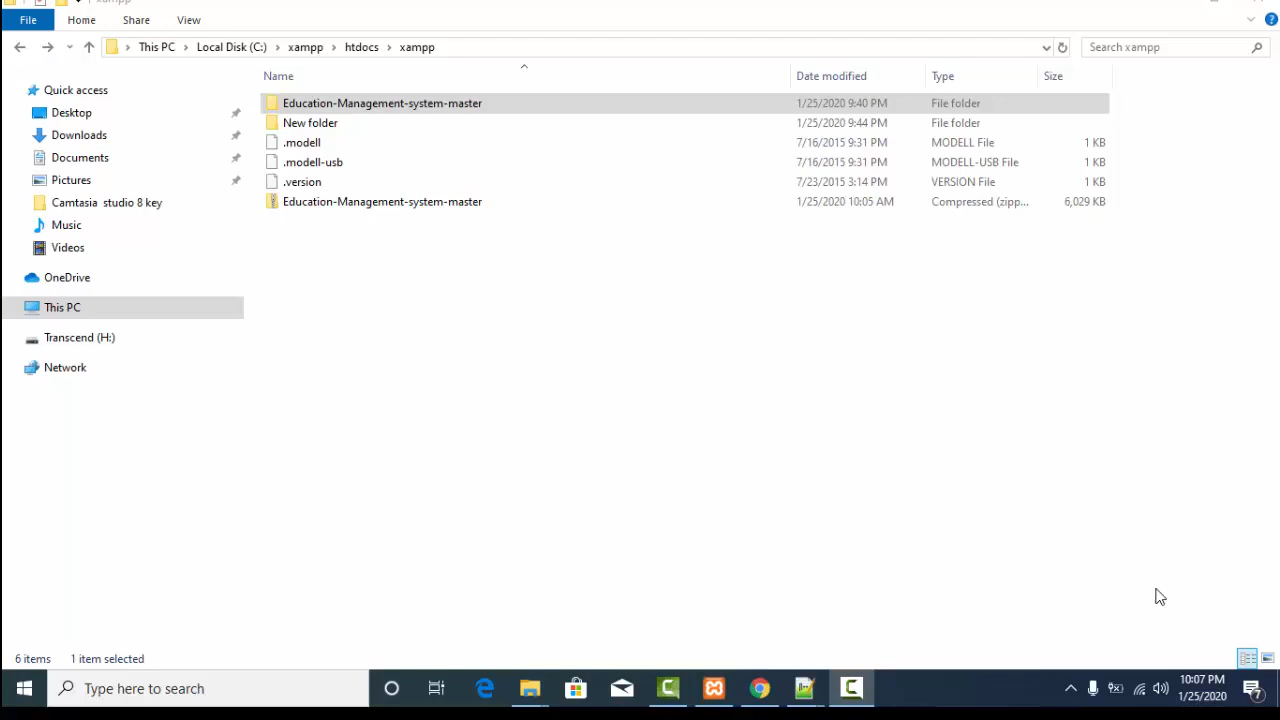 xampp
File Home Share View
This PC Local Disk (C:) xampp htdocs xampp Search xampp
Name Date modified Type Size
Quick access
Desktop
Downloads
Documents
Pictures
Camtasia studio 8 key
Music
Videos
OneDrive
This PC
Transcend (H:)
Network
Education-Management-system-master 1/25/2020 9:40 PM File folder
New folder 1/25/2020 9:44 PM File folder
.modell 7/16/2015 9:31 PM MODELL File 1 KB
.modell-usb 7/16/2015 9:31 PM MODELL-USB File 1 KB
.version 7/23/2015 3:14 PM VERSION File 1 KB
Education-Management-system-master 1/25/2020 10:05 AM Compressed (zipp... 6,029 KB
6 items 1 item selected
Type here to search
10:07 PM
1/25/2020
7